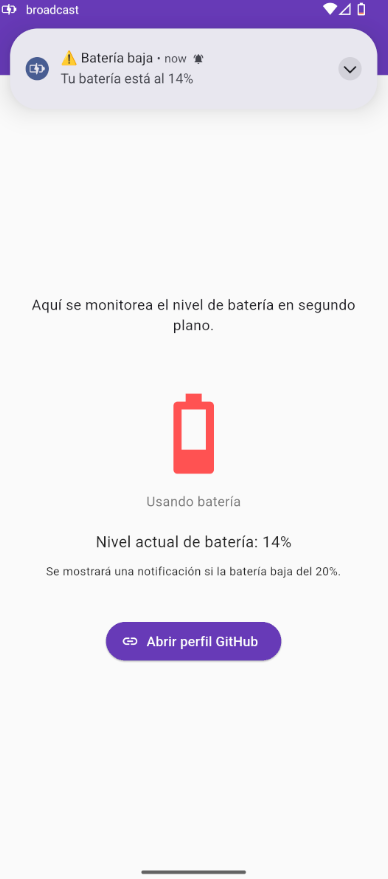 broadcast
⚠️ Batería baja • now
Tu batería está al 14%
Aquí se monitorea el nivel de batería en segundo
plano.
Usando batería
Nivel actual de batería: 14%
Se mostrará una notificación si la batería baja del 20%.
Abrir perfil GitHub